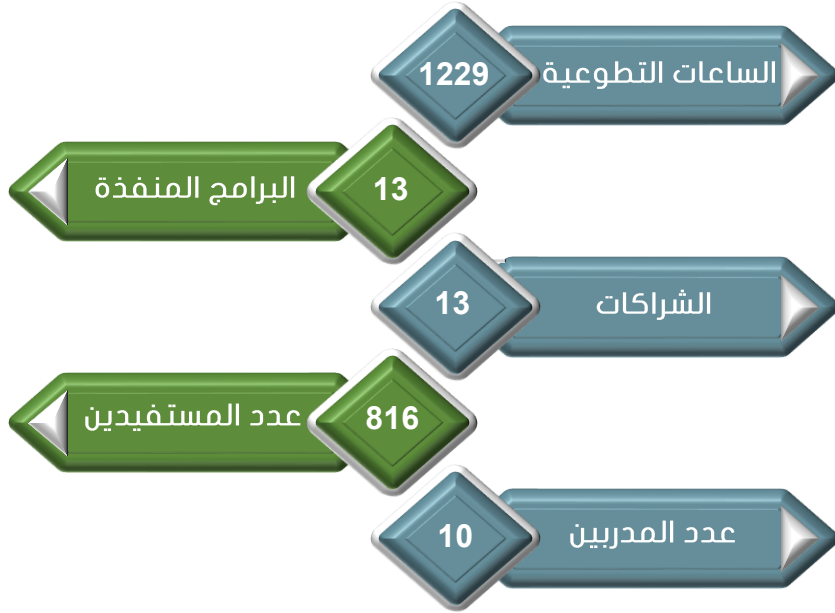 الساعات التطوعية 1229
البرامج المنفذة 13
الشراكات 13
عدد المستفيدين 816
عدد المدربين 10